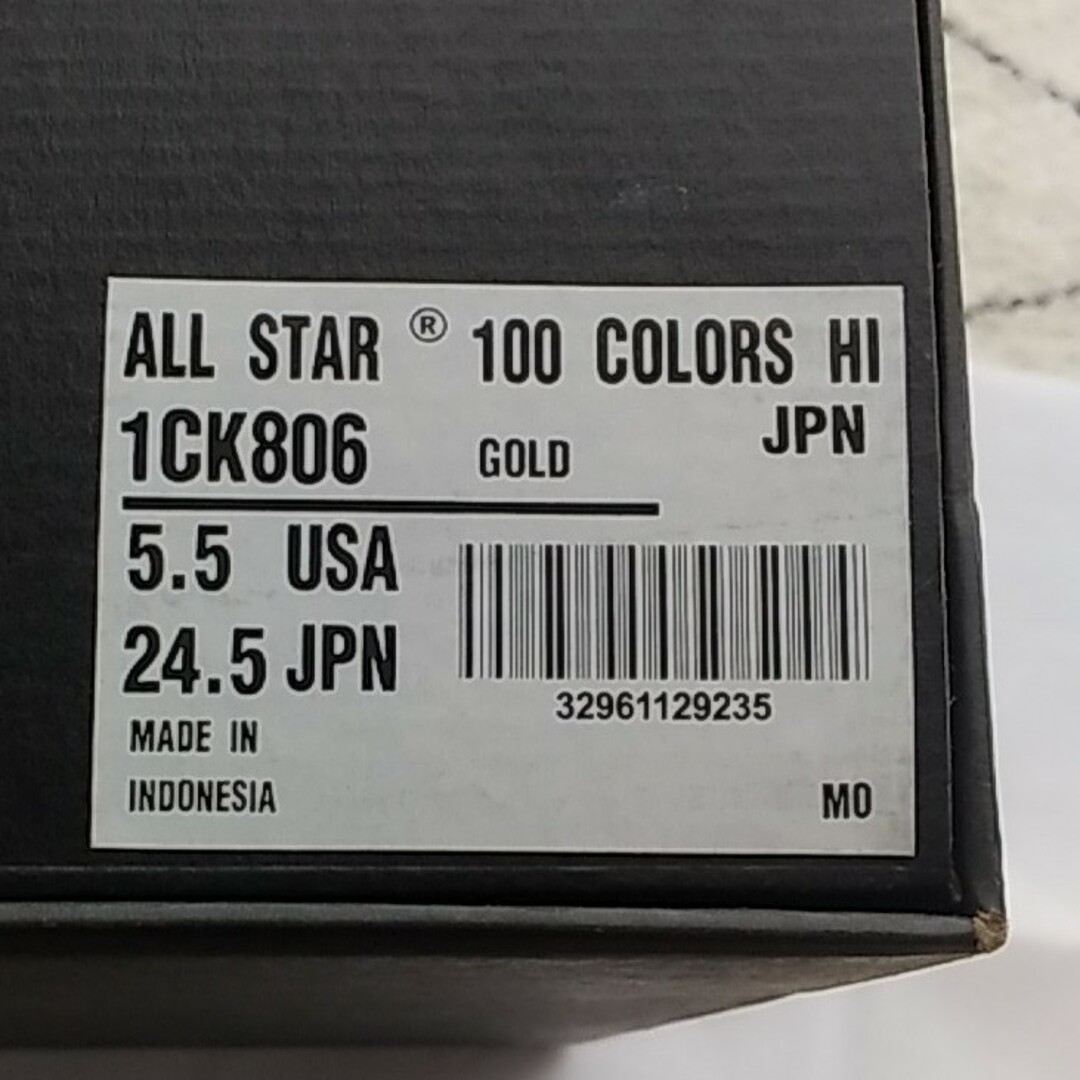 ALL STAR ® 100 COLORS HI
1CK806 GOLD JPN
5.5 USA
24.5 JPN
32961129235
MADE IN
INDONESIA
MO